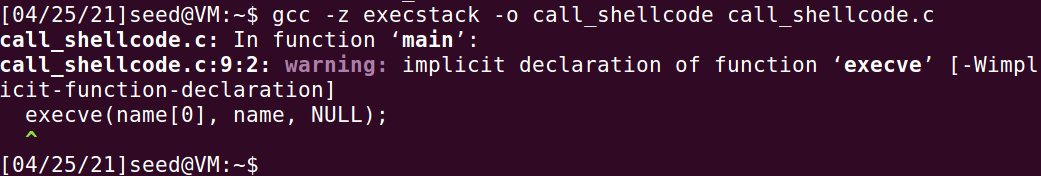 [04/25/21]seed@VM:~$ gcc -z execstack -o call_shellcode call_shellcode.c
call_shellcode.c: In function ‘main’:
call_shellcode.c:9:2: warning: implicit declaration of function ‘execve’ [-Wimpl
icit-function-declaration]
  execve(name[0], name, NULL);
  ^
[04/25/21]seed@VM:~$